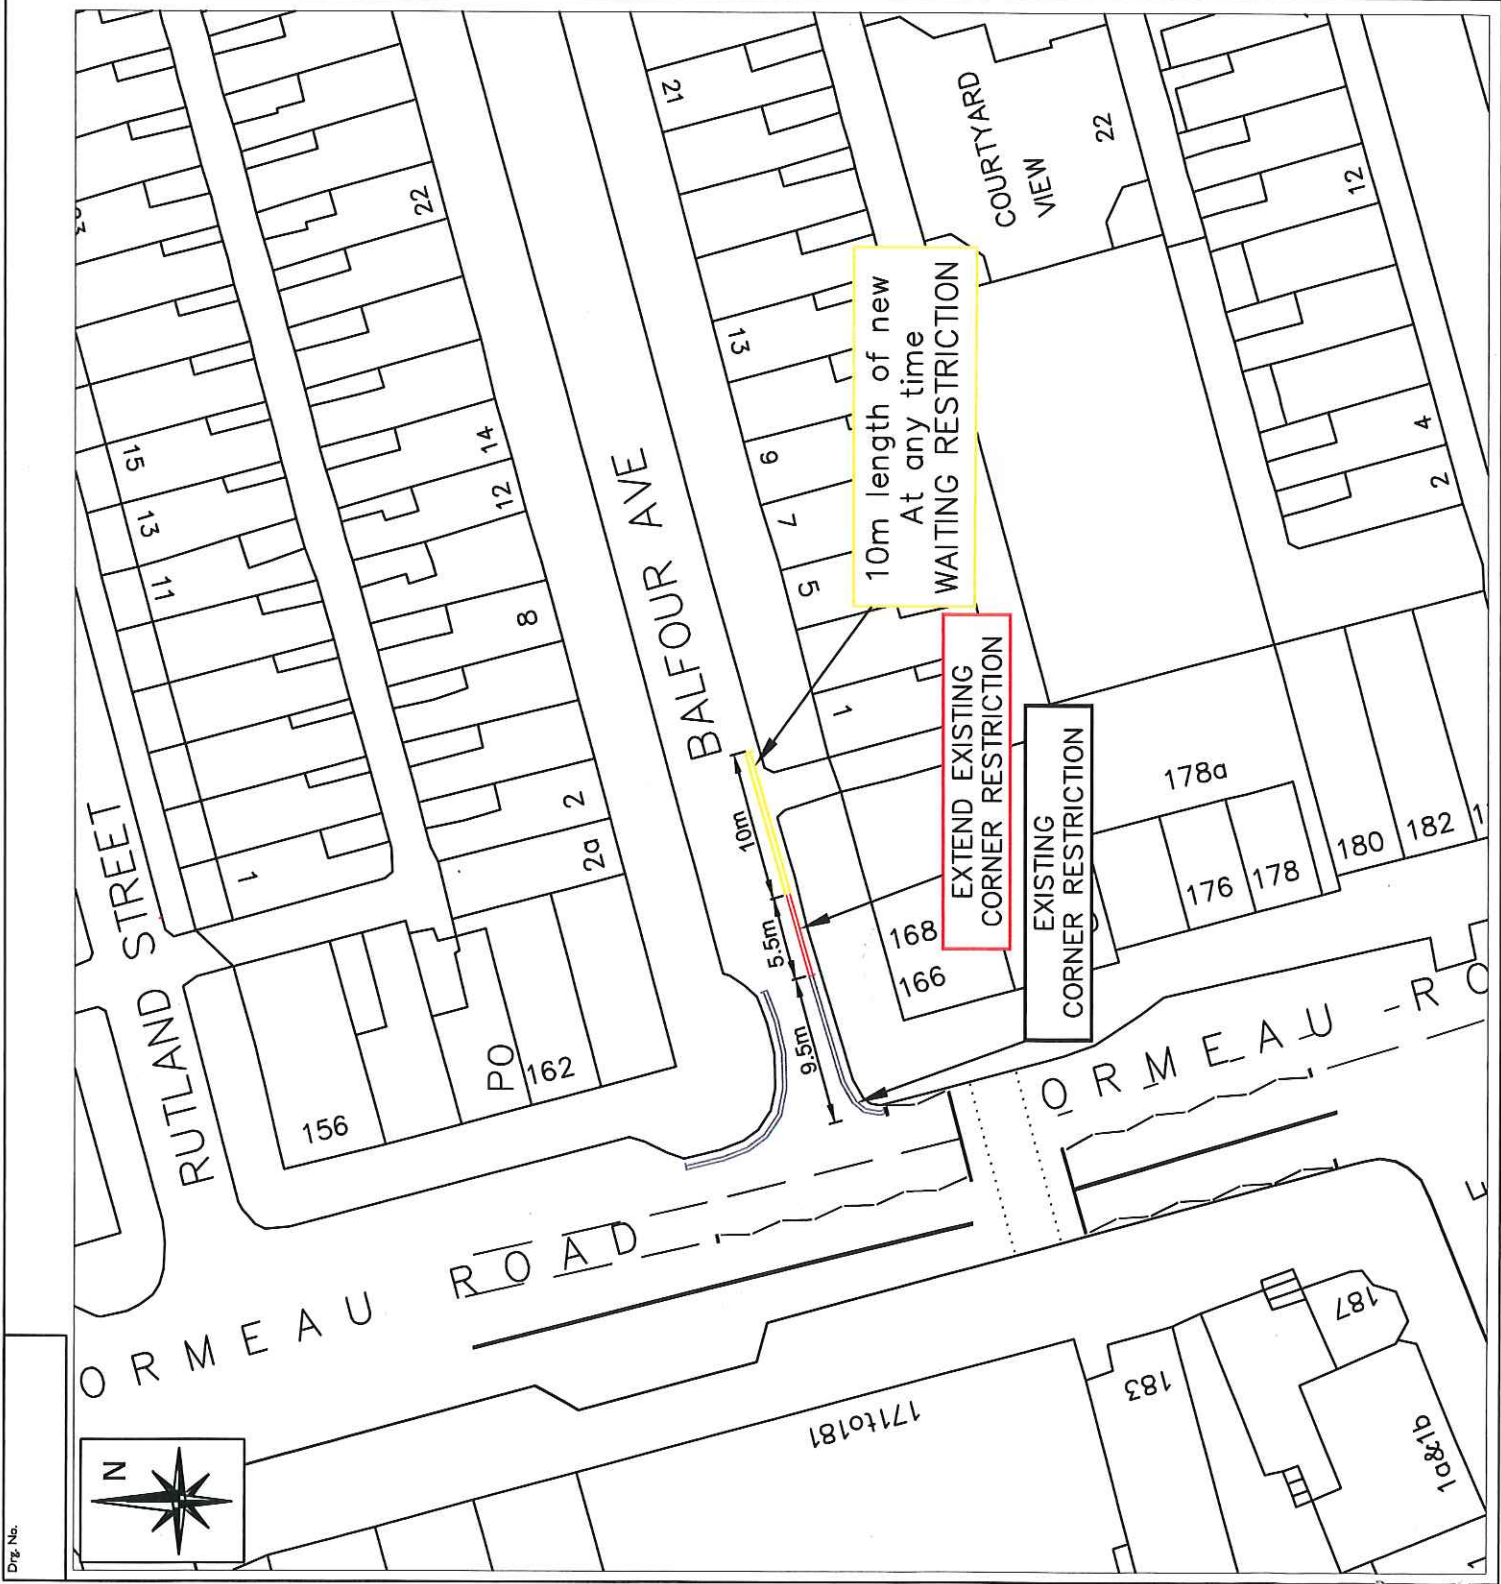 Drg. No.
N
RUTLAND STREET
BALFOUR AVE
ORMEAU ROAD
ORMEAU RO
COURTYARD
VIEW
22
10m length of new
At any time
WAITING RESTRICTION
EXTEND EXISTING
CORNER RESTRICTION
EXISTING
CORNER RESTRICTION
10m
5.5m
9.5m
15
13
11
1
22
14
12
8
2
2a
PO
162
156
21
13
9
7
5
1
168
166
178a
176
178
180
182
12
4
2
171to181
183
187
1a&1b
1